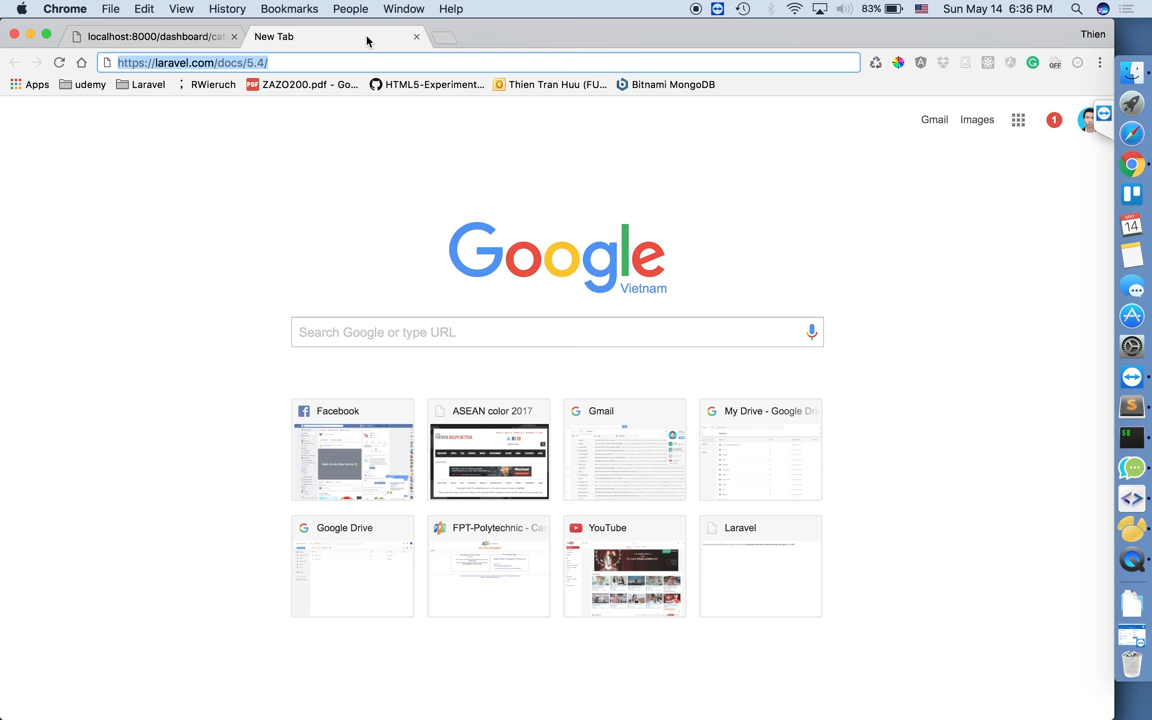 Chrome File Edit View History Bookmarks People Window Help 83% Sun May 14 6:36 PM
localhost:8000/dashboard/cat New Tab Thien
https://laravel.com/docs/5.4/
Apps udemy Laravel RWieruch ZAZO200.pdf - Go... HTML5-Experiment... Thien Tran Huu (FU... Bitnami MongoDB
Gmail Images 1
Google
Vietnam
Search Google or type URL
Facebook ASEAN color 2017 Gmail My Drive - Google Dri
Google Drive FPT-Polytechnic - Ca YouTube Laravel